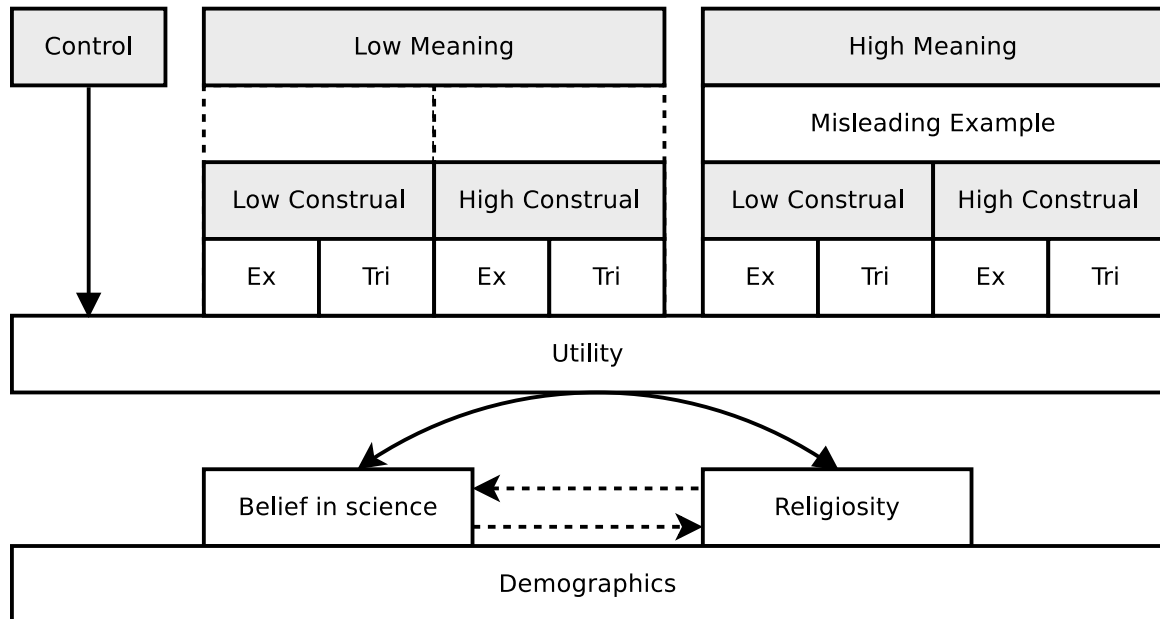 Control
Low Meaning
High Meaning
Misleading Example
Low Construal
High Construal
Low Construal
High Construal
Ex
Tri
Ex
Tri
Ex
Tri
Ex
Tri
Utility
Belief in science
Religiosity
Demographics